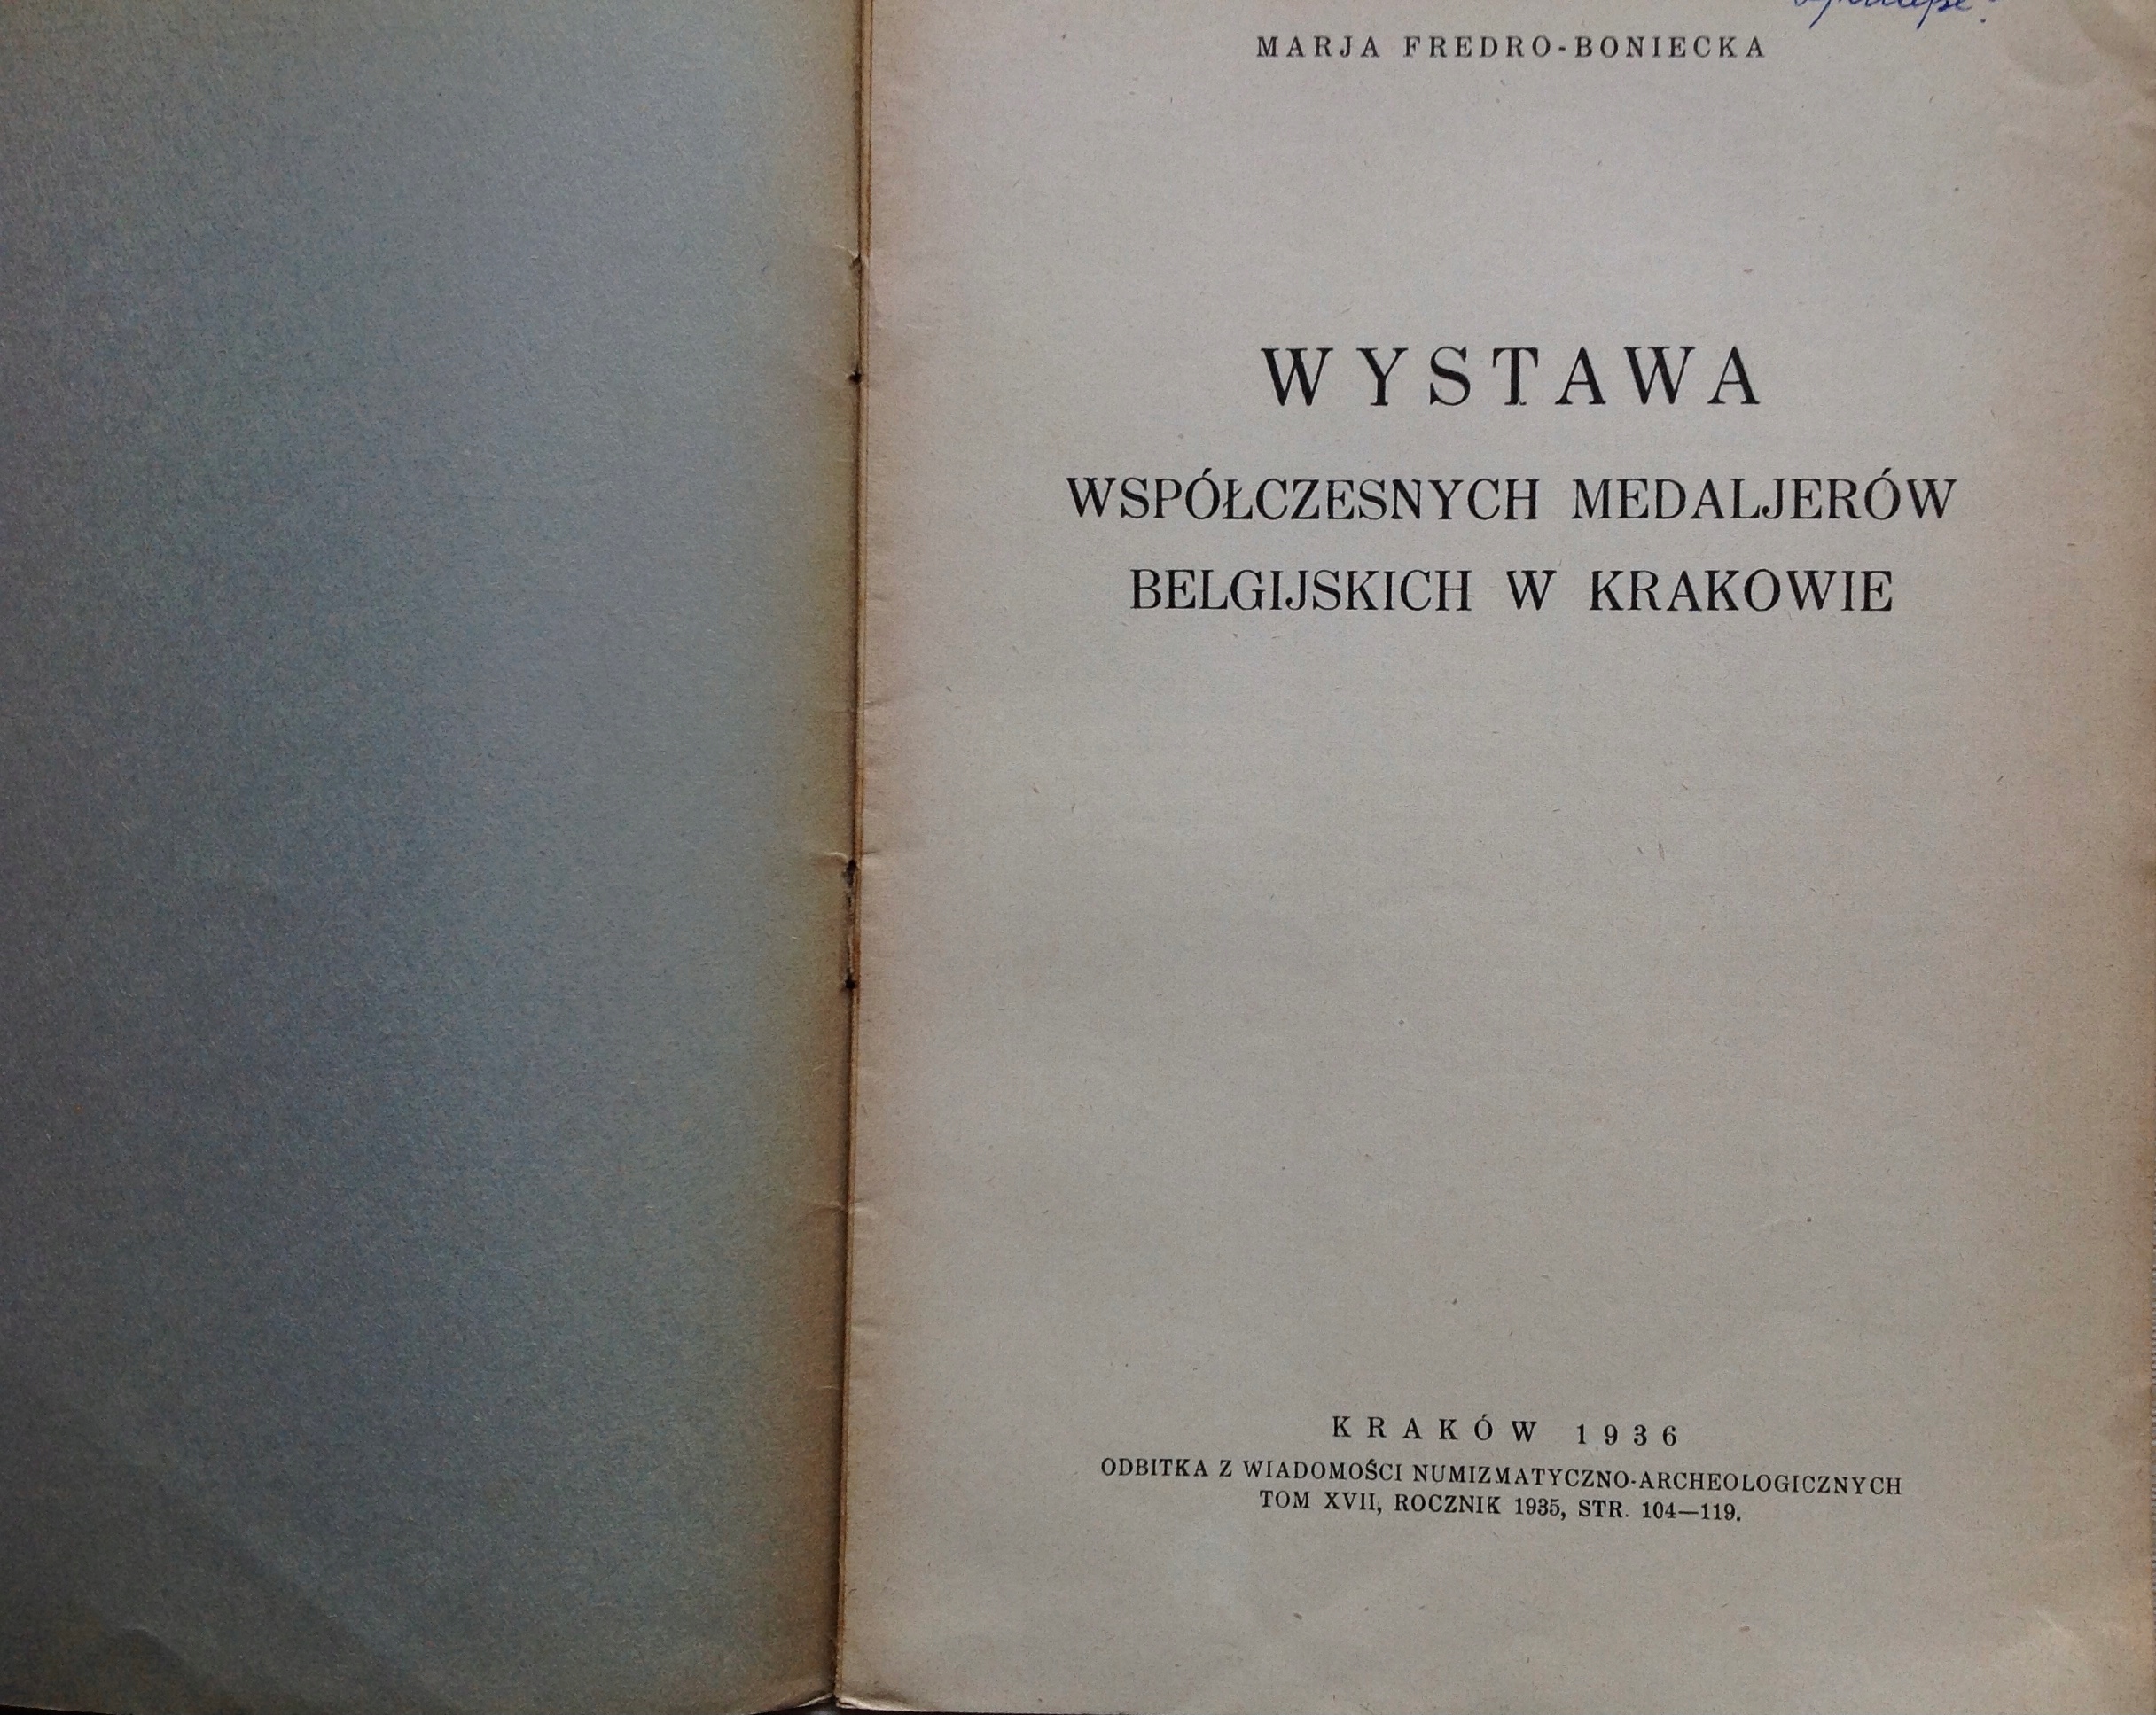 MARJA FREDRO-BONIECKA
WYSTAWA
WSPÓŁCZESNYCH MEDALJERÓW
BELGIJSKICH W KRAKOWIE
KRAKÓW 1936
ODBITKA Z WIADOMOŚCI NUMIZMATYCZNO-ARCHEOLOGICZNYCH
TOM XVII, ROCZNIK 1935, STR. 104—119.